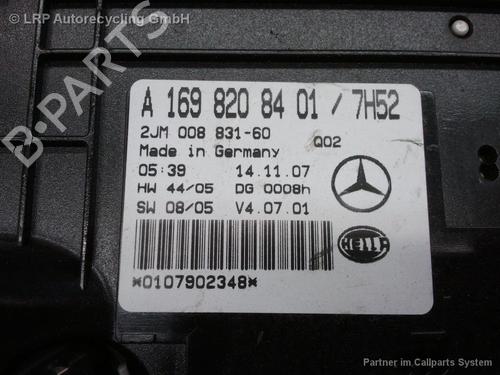 © LRP Autorecycling GmbH
A 169 820 84 01 / 7H52
2JM 008 831-60 Q02
Made in Germany
05:39 14.11.07
HW 44/05 DG 0008h
SW 08/05 V4.07.01
HELLA
*0107902348*
B-PARTS
Partner im Callparts System